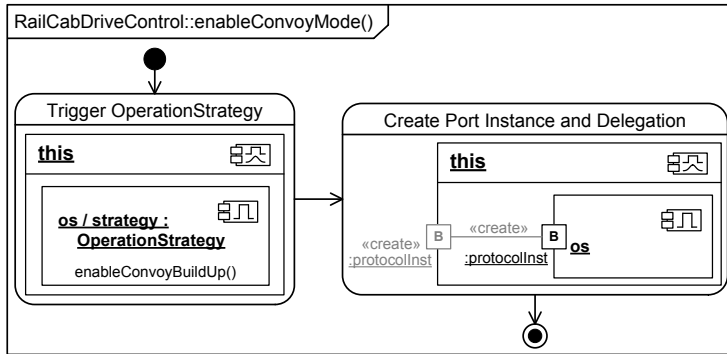 RailCabDriveControl::enableConvoyMode()
Trigger OperationStrategy
this
os / strategy :
OperationStrategy
enableConvoyBuildUp()
Create Port Instance and Delegation
this
«create»
B
«create»
B
os
:protocolInst
:protocolInst